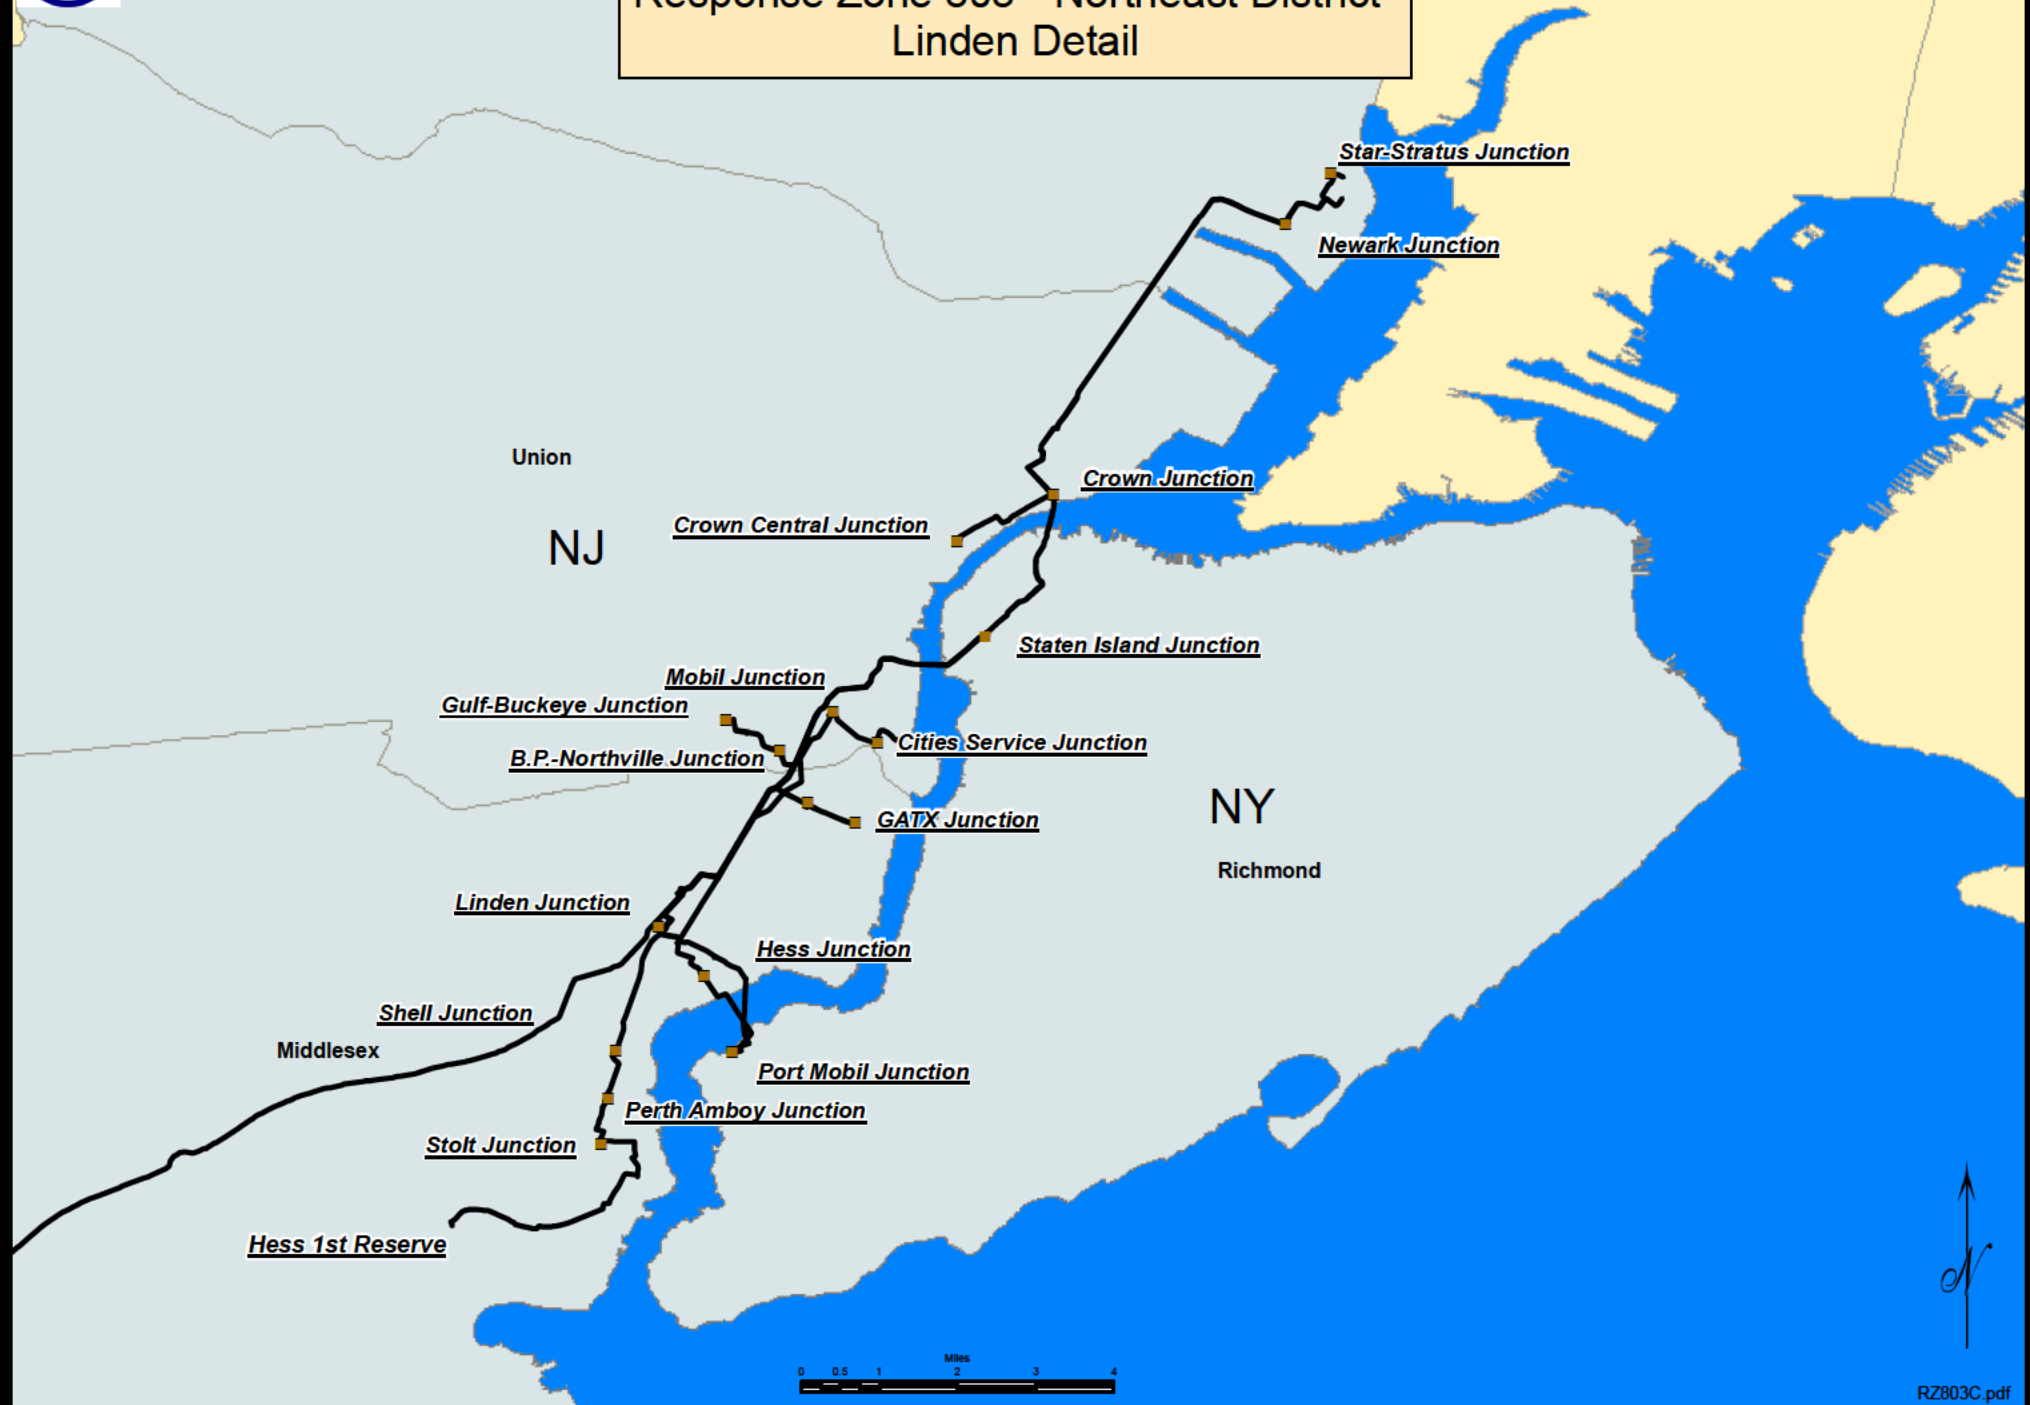 Linden Detail
Star-Stratus Junction
Newark Junction
Union
Crown Junction
Crown Central Junction
NJ
Staten Island Junction
Mobil Junction
Gulf-Buckeye Junction
Cities Service Junction
B.P.-Northville Junction
NY
GATX Junction
Richmond
Linden Junction
Hess Junction
Shell Junction
Middlesex
Port Mobil Junction
Perth Amboy Junction
Stolt Junction
Hess 1st Reserve
N
Miles
0 0.5 1 2 3 4
RZ803C.pdf